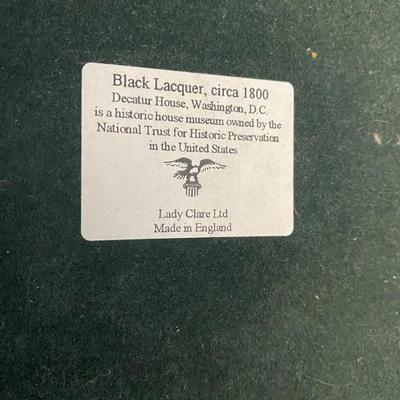 Black Lacquer, circa 1800
Decatur House, Washington, D.C.
is a historic house museum owned by the
National Trust for Historic Preservation
in the United States
Lady Clare Ltd
Made in England